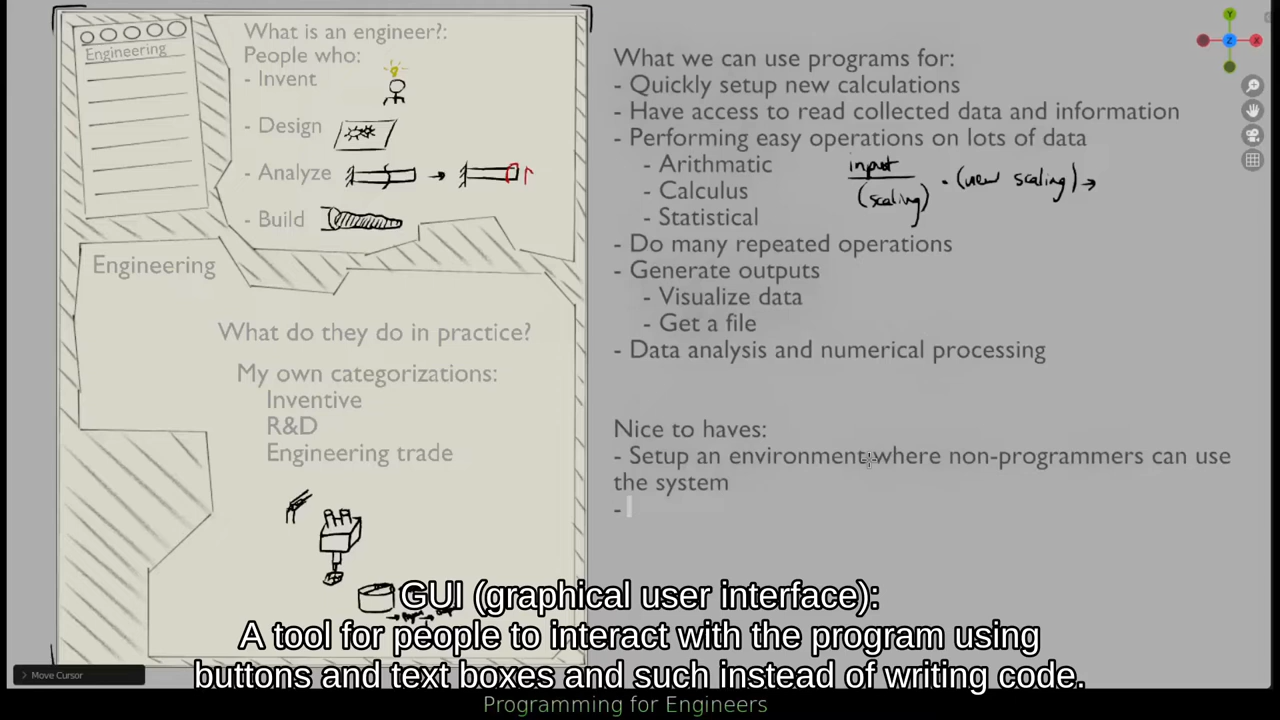 Engineering
What is an engineer?:
People who:
- Invent
- Design
- Analyze
- Build
Engineering
What do they do in practice?
My own categorizations:
Inventive
R&D
Engineering trade
What we can use programs for:
- Quickly setup new calculations
- Have access to read collected data and information
- Performing easy operations on lots of data
- Arithmatic
- Calculus
- Statistical
input
(scaling) · (new scaling) →
- Do many repeated operations
- Generate outputs
- Visualize data
- Get a file
- Data analysis and numerical processing
Nice to haves:
- Setup an environment where non-programmers can use
the system
-
GUI (graphical user interface):
A tool for people to interact with the program using
buttons and text boxes and such instead of writing code.
> Move Cursor
Programming for Engineers
Y
Z
X